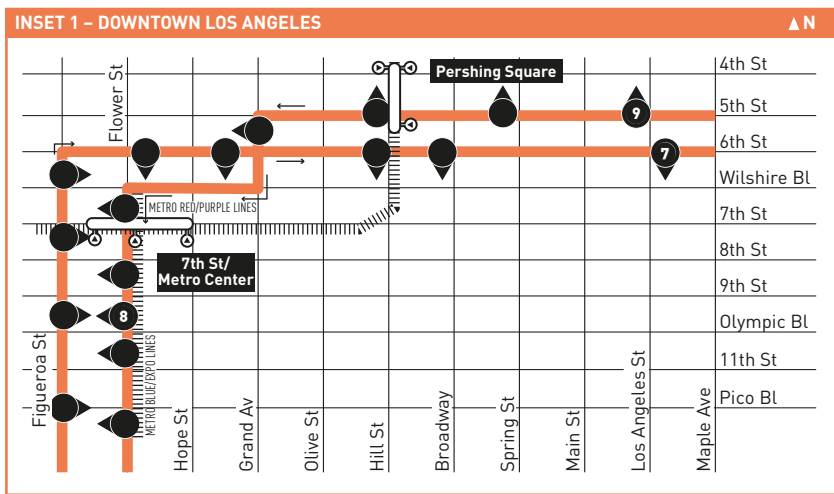 INSET 1 – DOWNTOWN LOS ANGELES
▲N
4th St
Pershing Square
Flower St
5th St
9
6th St
7
Wilshire Bl
METRO RED/PURPLE LINES
7th St
8th St
7th St/
Metro Center
9th St
8
Olympic Bl
11th St
Pico Bl
METRO BLUE/EXPO LINES
Figueroa St
Hope St
Grand Av
Olive St
Hill St
Broadway
Spring St
Main St
Los Angeles St
Maple Ave